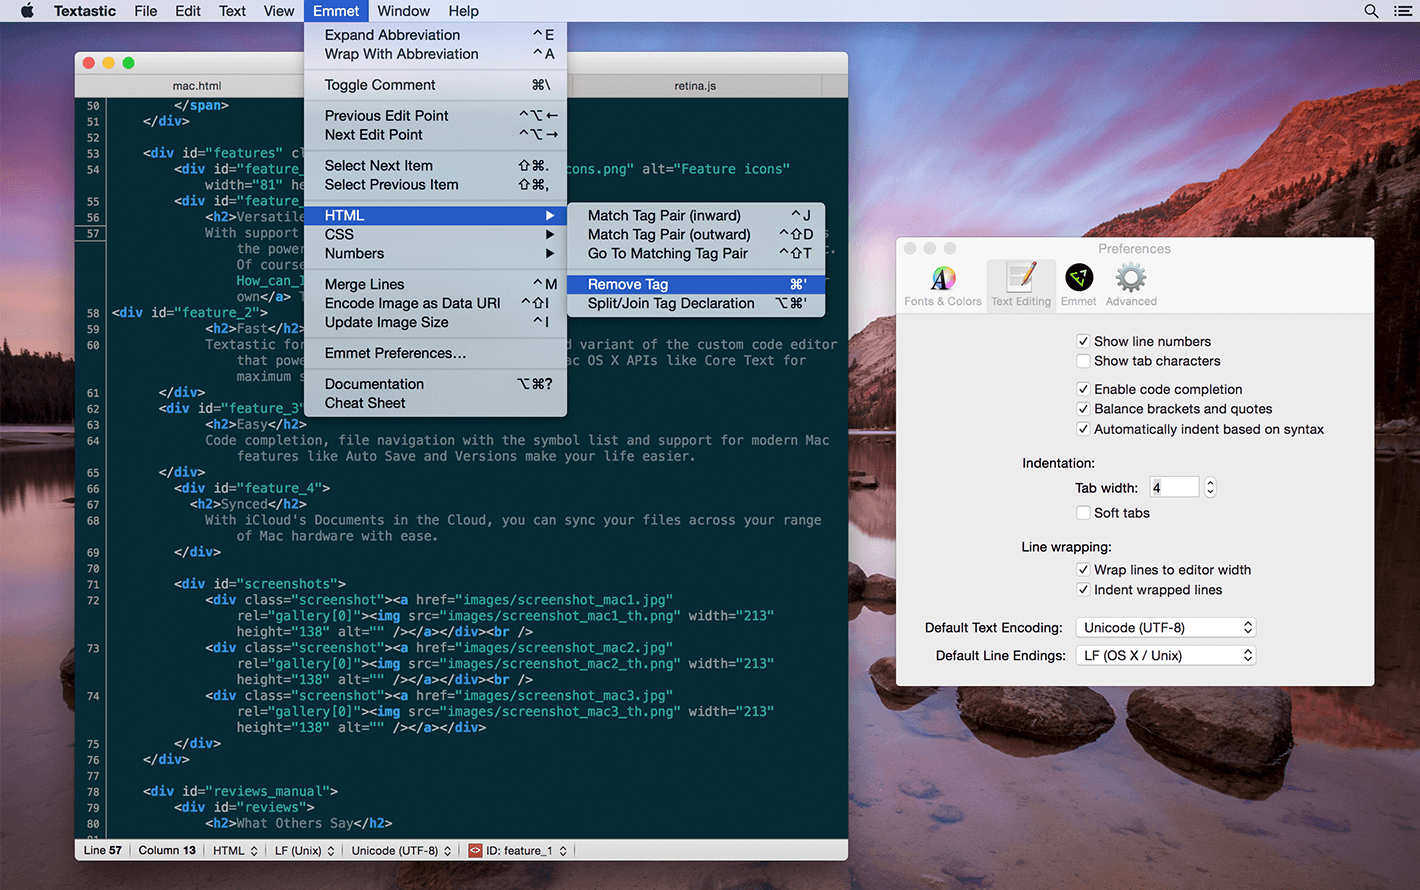 Textastic File Edit Text View Emmet Window Help
mac.html
retina.js
50 </span>
51 </div>
52
53 <div id="features" cl
54 <div id="feature_ cons.png" alt="Feature icons"
width="81" he
55 <div id="feature_
56 <h2>Versatile
57 With support
the power
Of course
How_can_I
own</a> T
58 <div id="feature_2">
59 <h2>Fast</h2>
60 Textastic for d variant of the custom code editor
that powe ac OS X APIs like Core Text for
maximum s
61 </div>
62 <div id="feature_3"
63 <h2>Easy</h2>
64 Code completion, file navigation with the symbol list and support for modern Mac
features like Auto Save and Versions make your life easier.
65 </div>
66 <div id="feature_4">
67 <h2>Synced</h2>
68 With iCloud's Documents in the Cloud, you can sync your files across your range
of Mac hardware with ease.
69 </div>
70
71 <div id="screenshots">
72 <div class="screenshot"><a href="images/screenshot_mac1.jpg"
rel="gallery[0]"><img src="images/screenshot_mac1_th.png" width="213"
height="138" alt="" /></a></div><br />
73 <div class="screenshot"><a href="images/screenshot_mac2.jpg"
rel="gallery[0]"><img src="images/screenshot_mac2_th.png" width="213"
height="138" alt="" /></a></div><br />
74 <div class="screenshot"><a href="images/screenshot_mac3.jpg"
rel="gallery[0]"><img src="images/screenshot_mac3_th.png" width="213"
height="138" alt="" /></a></div>
75 </div>
76 </div>
77
78 <div id="reviews_manual">
79 <div id="reviews">
80 <h2>What Others Say</h2>
Line 57 Column 13 HTML LF (Unix) Unicode (UTF-8) <> ID: feature_1
Expand Abbreviation ^E
Wrap With Abbreviation ^A
Toggle Comment ⌘\
Previous Edit Point ^⌥←
Next Edit Point ^⌥→
Select Next Item ⇧⌘.
Select Previous Item ⇧⌘,
HTML ▶
CSS ▶
Numbers ▶
Merge Lines ^M
Encode Image as Data URI ^⇧I
Update Image Size ^I
Emmet Preferences...
Documentation ⌥⌘?
Cheat Sheet
Match Tag Pair (inward) ^J
Match Tag Pair (outward) ^⇧D
Go To Matching Tag Pair ^⇧T
Remove Tag ⌘'
Split/Join Tag Declaration ⌥⌘'
Preferences
Fonts & Colors Text Editing Emmet Advanced
Show line numbers
Show tab characters
Enable code completion
Balance brackets and quotes
Automatically indent based on syntax
Indentation:
Tab width: 4
Soft tabs
Line wrapping:
Wrap lines to editor width
Indent wrapped lines
Default Text Encoding: Unicode (UTF-8)
Default Line Endings: LF (OS X / Unix)